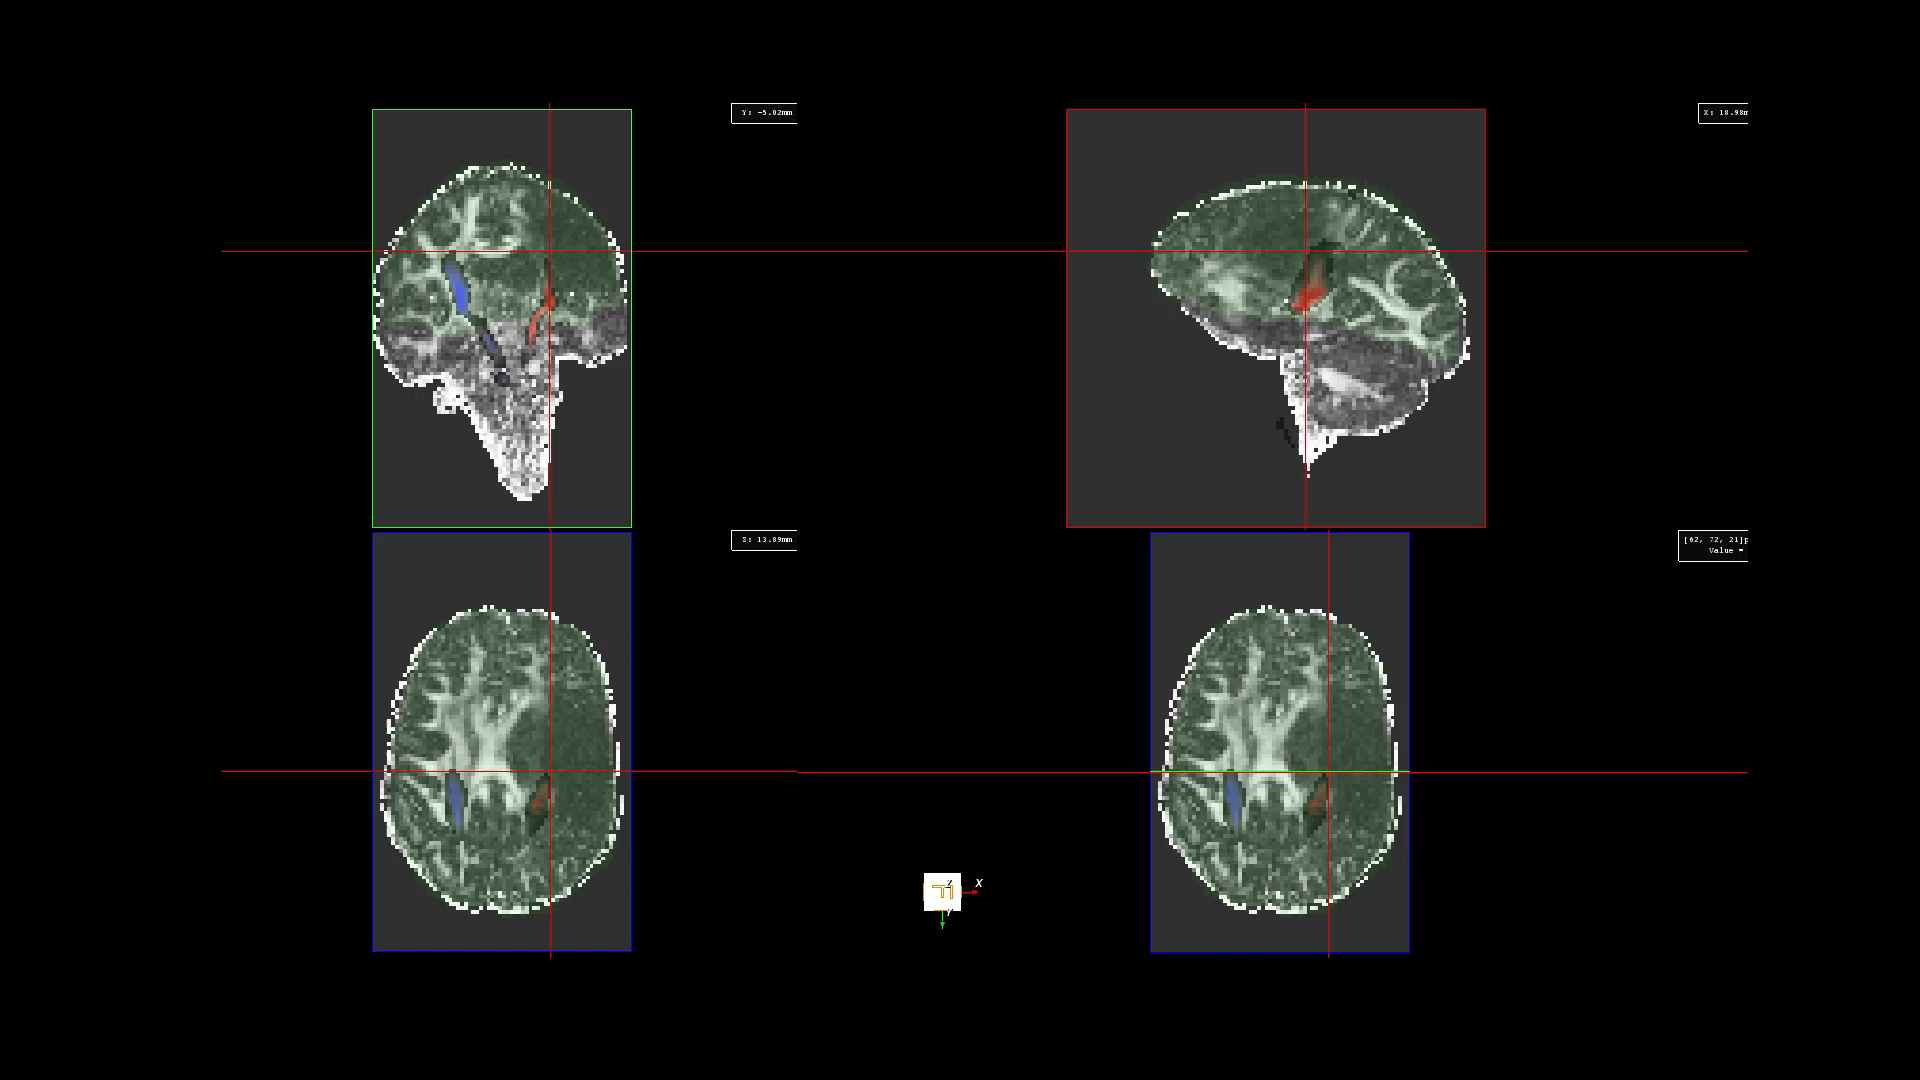 Y: -5.02mm
X: 18.98m
Z: 13.89mm
[62, 72, 21]p
Value =
Z
X
Y